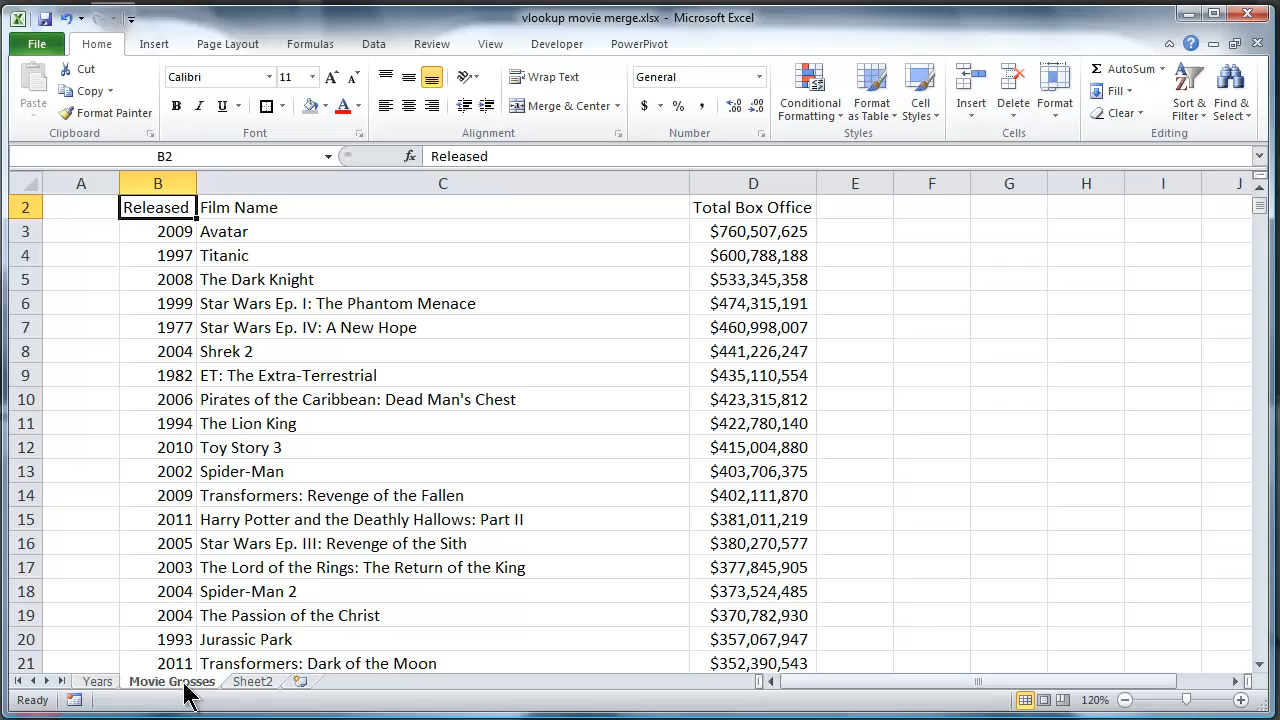 vlookup movie merge.xlsx - Microsoft Excel
File Home Insert Page Layout Formulas Data Review View Developer PowerPivot
Paste Cut Copy Format Painter Clipboard
Calibri 11 B I U A Font
Wrap Text Merge & Center Alignment
General $ % , Number
Conditional Formatting Format as Table Cell Styles Styles
Insert Delete Format Cells
AutoSum Fill Clear Sort & Filter Find & Select Editing
B2 fx Released
A B C D E F G H I J
2 Released Film Name Total Box Office
3 2009 Avatar $760,507,625
4 1997 Titanic $600,788,188
5 2008 The Dark Knight $533,345,358
6 1999 Star Wars Ep. I: The Phantom Menace $474,315,191
7 1977 Star Wars Ep. IV: A New Hope $460,998,007
8 2004 Shrek 2 $441,226,247
9 1982 ET: The Extra-Terrestrial $435,110,554
10 2006 Pirates of the Caribbean: Dead Man's Chest $423,315,812
11 1994 The Lion King $422,780,140
12 2010 Toy Story 3 $415,004,880
13 2002 Spider-Man $403,706,375
14 2009 Transformers: Revenge of the Fallen $402,111,870
15 2011 Harry Potter and the Deathly Hallows: Part II $381,011,219
16 2005 Star Wars Ep. III: Revenge of the Sith $380,270,577
17 2003 The Lord of the Rings: The Return of the King $377,845,905
18 2004 Spider-Man 2 $373,524,485
19 2004 The Passion of the Christ $370,782,930
20 1993 Jurassic Park $357,067,947
21 2011 Transformers: Dark of the Moon $352,390,543
Years Movie Grosses Sheet2
Ready 120%